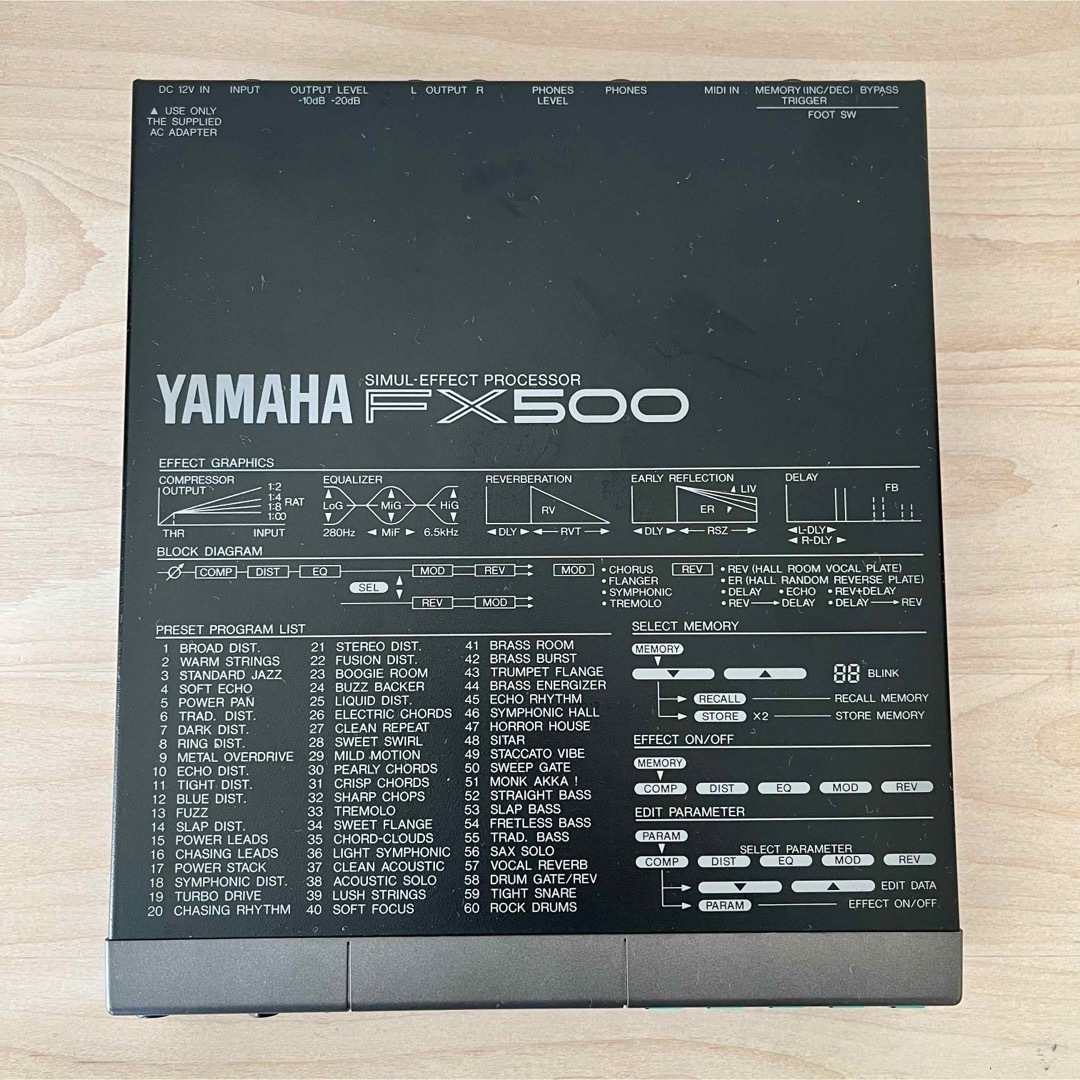 DC 12V IN INPUT OUTPUT LEVEL L OUTPUT R PHONES PHONES MIDI IN MEMORY (INC/DEC) BYPASS
-10dB -20dB LEVEL TRIGGER
▲ USE ONLY FOOT SW
THE SUPPLIED
AC ADAPTER
SIMUL-EFFECT PROCESSOR
YAMAHA FX500
EFFECT GRAPHICS
COMPRESSOR
OUTPUT
1:2
1:4
1:8
1:∞
RAT
THR INPUT
EQUALIZER
LoG MiG HiG
280Hz ◄ MiF ► 6.5kHz
REVERBERATION
RV
◄ DLY ► ◄ RVT ►
EARLY REFLECTION
LIV
ER
◄ DLY ► ◄ RSZ ►
DELAY
FB
◄ L-DLY ►
◄ R-DLY ►
BLOCK DIAGRAM
COMP DIST EQ MOD REV
SEL
REV MOD
MOD
• CHORUS
• FLANGER
• SYMPHONIC
• TREMOLO
REV
• REV (HALL ROOM VOCAL PLATE)
• ER (HALL RANDOM REVERSE PLATE)
• DELAY • ECHO • REV+DELAY
• REV → DELAY • DELAY → REV
PRESET PROGRAM LIST
1 BROAD DIST.
2 WARM STRINGS
3 STANDARD JAZZ
4 SOFT ECHO
5 POWER PAN
6 TRAD. DIST.
7 DARK DIST.
8 RING DIST.
9 METAL OVERDRIVE
10 ECHO DIST.
11 TIGHT DIST.
12 BLUE DIST.
13 FUZZ
14 SLAP DIST.
15 POWER LEADS
16 CHASING LEADS
17 POWER STACK
18 SYMPHONIC DIST.
19 TURBO DRIVE
20 CHASING RHYTHM
21 STEREO DIST.
22 FUSION DIST.
23 BOOGIE ROOM
24 BUZZ BACKER
25 LIQUID DIST.
26 ELECTRIC CHORDS
27 CLEAN REPEAT
28 SWEET SWIRL
29 MILD MOTION
30 PEARLY CHORDS
31 CRISP CHORDS
32 SHARP CHOPS
33 TREMOLO
34 SWEET FLANGE
35 CHORD-CLOUDS
36 LIGHT SYMPHONIC
37 CLEAN ACOUSTIC
38 ACOUSTIC SOLO
39 LUSH STRINGS
40 SOFT FOCUS
41 BRASS ROOM
42 BRASS BURST
43 TRUMPET FLANGE
44 BRASS ENERGIZER
45 ECHO RHYTHM
46 SYMPHONIC HALL
47 HORROR HOUSE
48 SITAR
49 STACCATO VIBE
50 SWEEP GATE
51 MONK AKKA !
52 STRAIGHT BASS
53 SLAP BASS
54 FRETLESS BASS
55 TRAD. BASS
56 SAX SOLO
57 VOCAL REVERB
58 DRUM GATE/REV
59 TIGHT SNARE
60 ROCK DRUMS
SELECT MEMORY
MEMORY
▼ ▲ 88 BLINK
RECALL RECALL MEMORY
STORE X2 STORE MEMORY
EFFECT ON/OFF
MEMORY
COMP DIST EQ MOD REV
EDIT PARAMETER
PARAM
SELECT PARAMETER
COMP DIST EQ MOD REV
▼ ▲ EDIT DATA
PARAM EFFECT ON/OFF